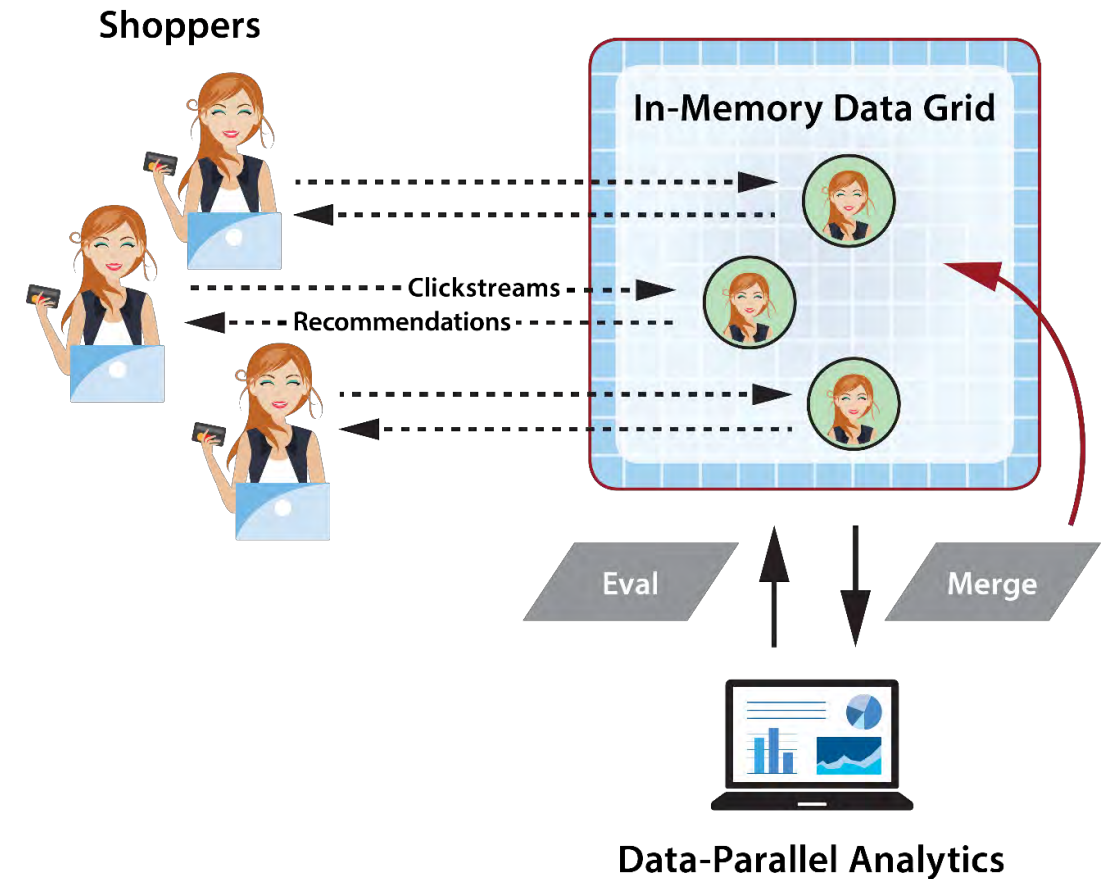 Shoppers
In-Memory Data Grid
Clickstreams
Recommendations
Eval
Merge
Data-Parallel Analytics